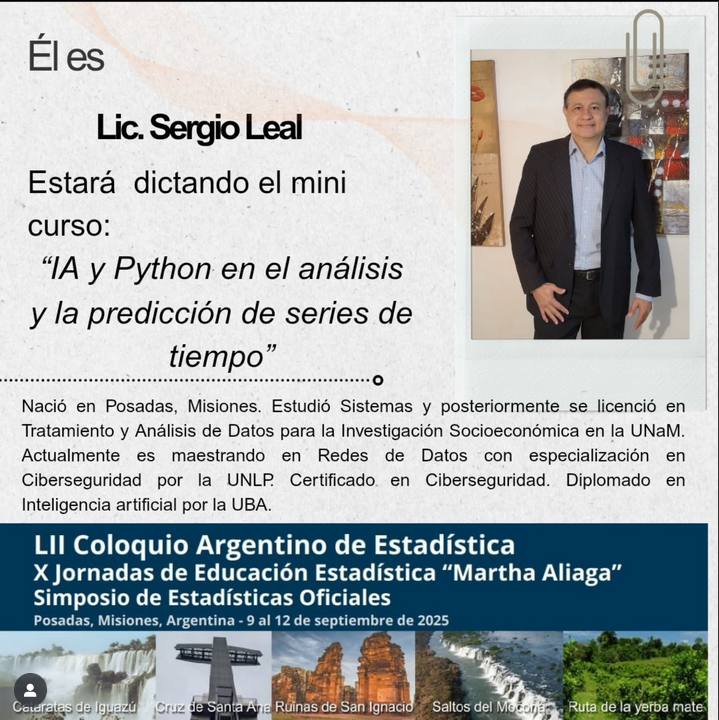 Él es
Lic. Sergio Leal
Estará dictando el mini
curso:
“IA y Python en el análisis
y la predicción de series de
tiempo”
Nació en Posadas, Misiones. Estudió Sistemas y posteriormente se licenció en
Tratamiento y Análisis de Datos para la Investigación Socioeconómica en la UNaM.
Actualmente es maestrando en Redes de Datos con especialización en
Ciberseguridad por la UNLP. Certificado en Ciberseguridad. Diplomado en
Inteligencia artificial por la UBA.
LII Coloquio Argentino de Estadística
X Jornadas de Educación Estadística “Martha Aliaga”
Simposio de Estadísticas Oficiales
Posadas, Misiones, Argentina - 9 al 12 de septiembre de 2025
Cataratas de Iguazú Cruz de Santa Ana Ruinas de San Ignacio Saltos del Moconá Ruta de la yerba mate